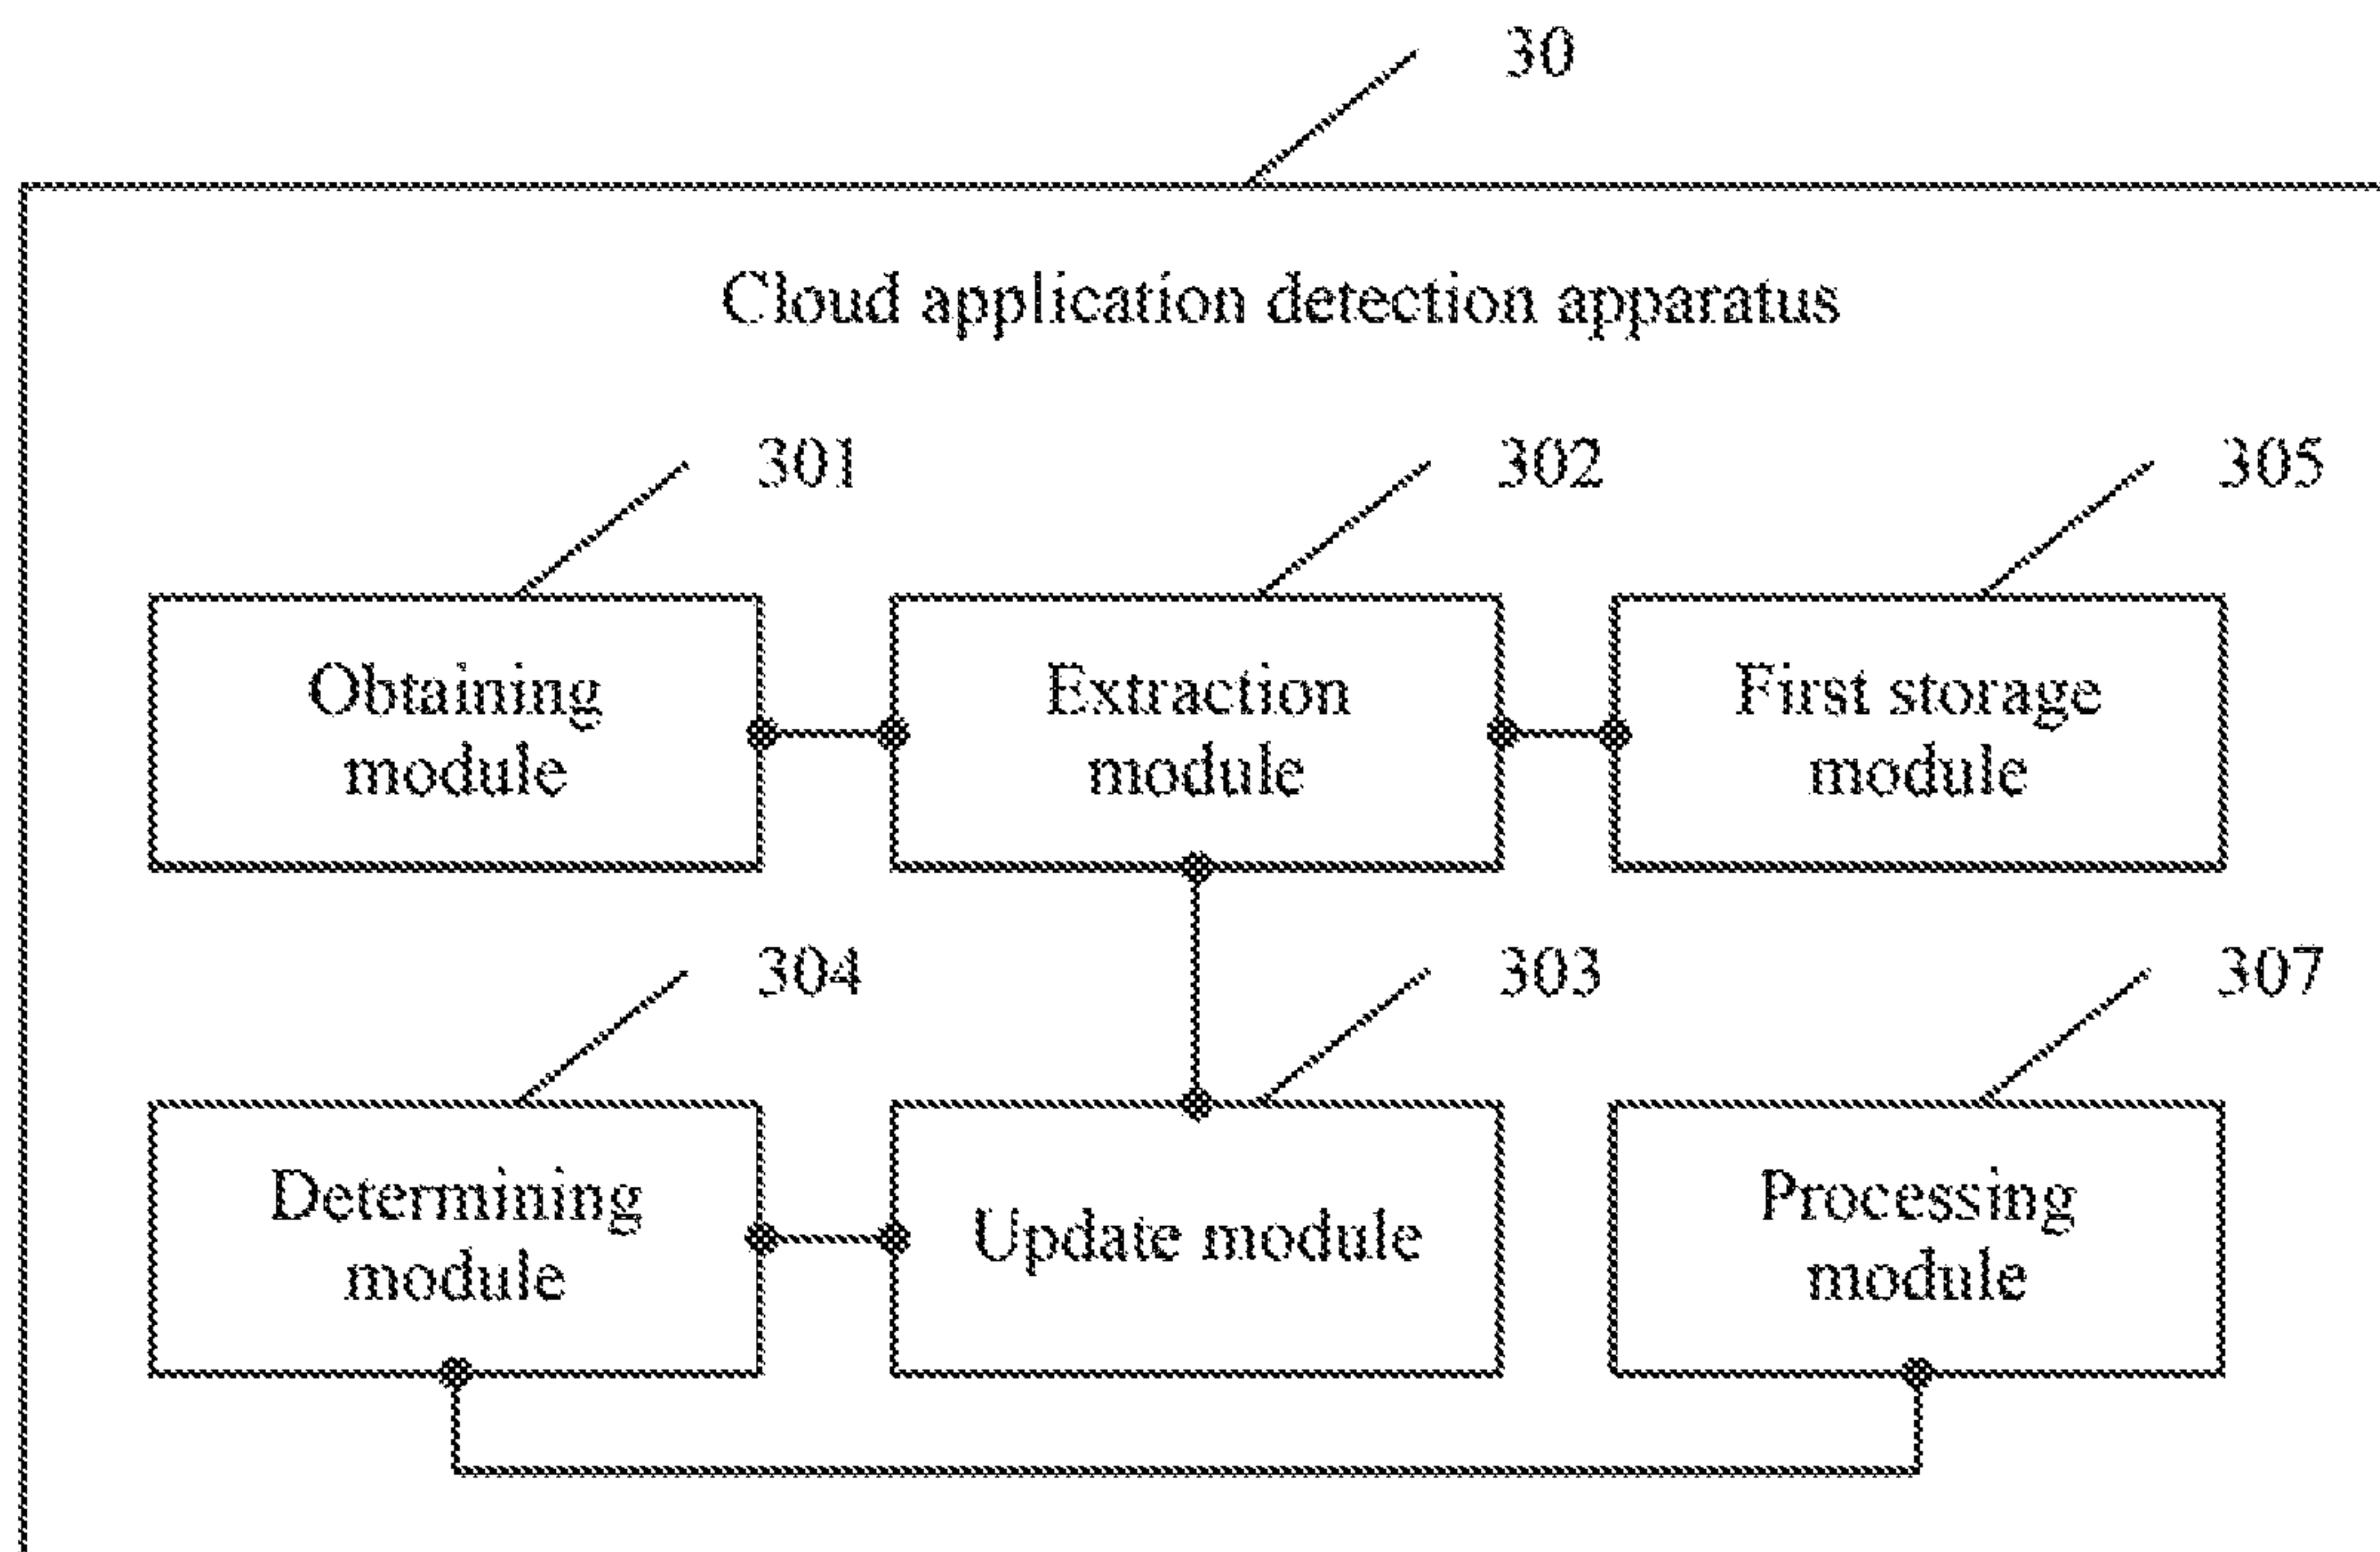 30
Cloud application detection apparatus
301
302
305
Obtaining
module
Extraction
module
First storage
module
304
303
307
Determining
module
Update module
Processing
module